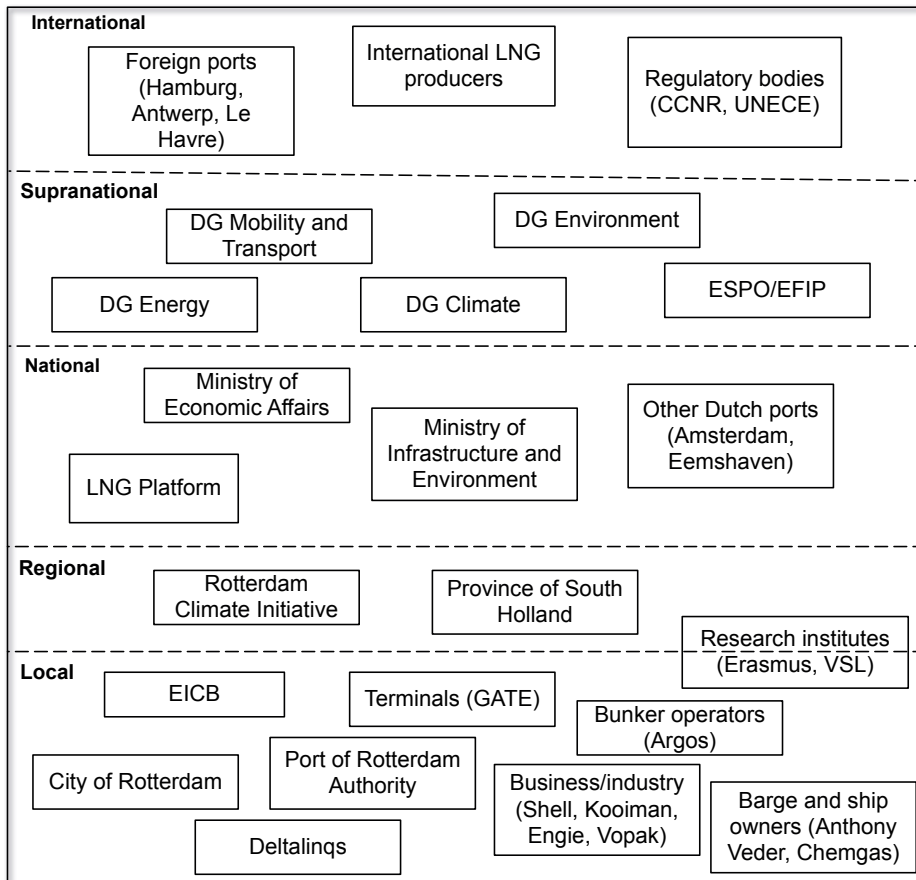 International
Foreign ports
(Hamburg,
Antwerp, Le
Havre)
International LNG
producers
Regulatory bodies
(CCNR, UNECE)
Supranational
DG Mobility and
Transport
DG Environment
DG Energy
DG Climate
ESPO/EFIP
National
Ministry of
Economic Affairs
Ministry of
Infrastructure and
Environment
Other Dutch ports
(Amsterdam,
Eemshaven)
LNG Platform
Regional
Rotterdam
Climate Initiative
Province of South
Holland
Research institutes
(Erasmus, VSL)
Local
EICB
Terminals (GATE)
Bunker operators
(Argos)
City of Rotterdam
Port of Rotterdam
Authority
Business/industry
(Shell, Kooiman,
Engie, Vopak)
Barge and ship
owners (Anthony
Veder, Chemgas)
Deltalinqs